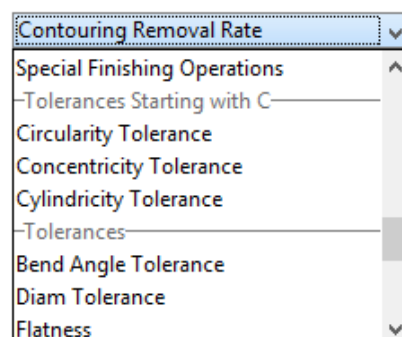 Contouring Removal Rate
Special Finishing Operations
Tolerances Starting with C
Circularity Tolerance
Concentricity Tolerance
Cylindricity Tolerance
Tolerances
Bend Angle Tolerance
Diam Tolerance
Flatness